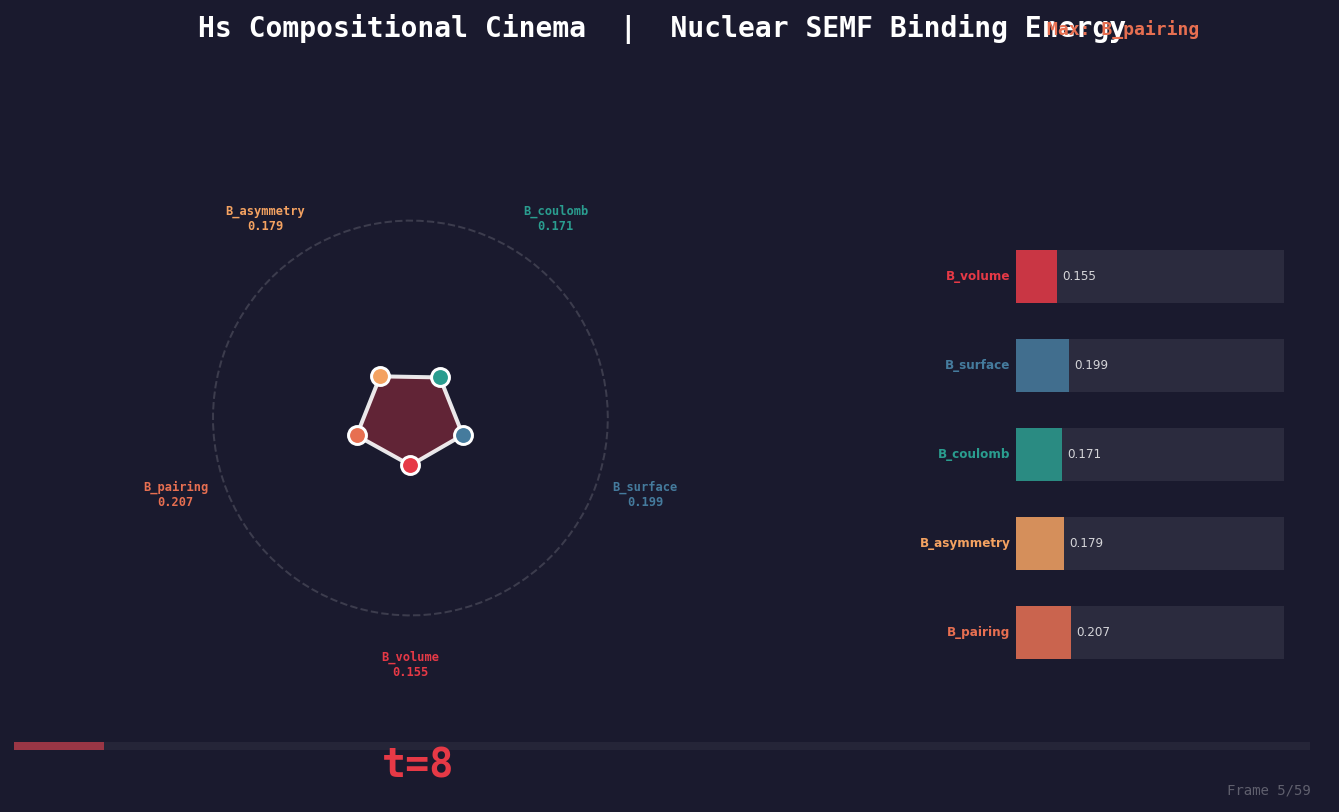 Hs Compositional Cinema | Nuclear SEMF Binding Energy
Max: B_pairing
B_asymmetry
0.179
B_coulomb
0.171
B_pairing
0.207
B_surface
0.199
B_volume
0.155
B_volume 0.155
B_surface 0.199
B_coulomb 0.171
B_asymmetry 0.179
B_pairing 0.207
t=8
Frame 5/59